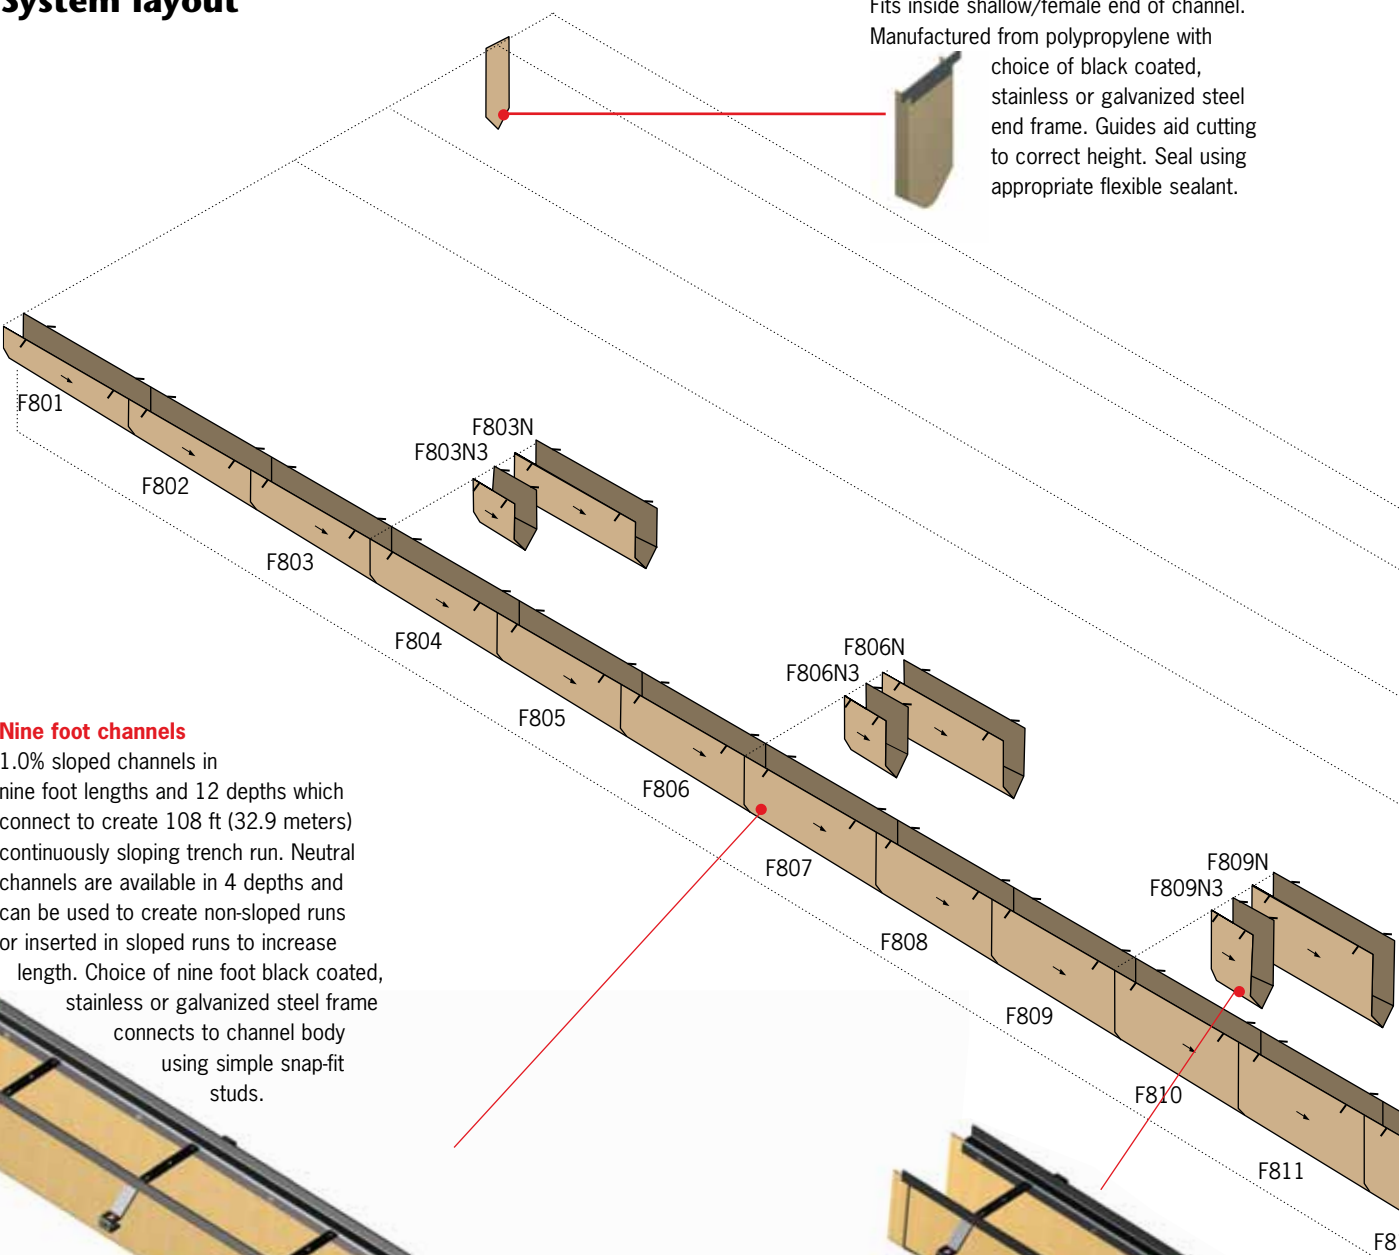 System layout
Fits inside shallow/female end of channel.
Manufactured from polypropylene with
choice of black coated,
stainless or galvanized steel
end frame. Guides aid cutting
to correct height. Seal using
appropriate flexible sealant.
F801
F802
F803
F803N3
F803N
F804
F805
F806
F806N3
F806N
F807
F808
F809
F809N3
F809N
F810
F811
F8
Nine foot channels
1.0% sloped channels in
nine foot lengths and 12 depths which
connect to create 108 ft (32.9 meters)
continuously sloping trench run. Neutral
channels are available in 4 depths and
can be used to create non-sloped runs
or inserted in sloped runs to increase
length. Choice of nine foot black coated,
stainless or galvanized steel frame
connects to channel body
using simple snap-fit
studs.